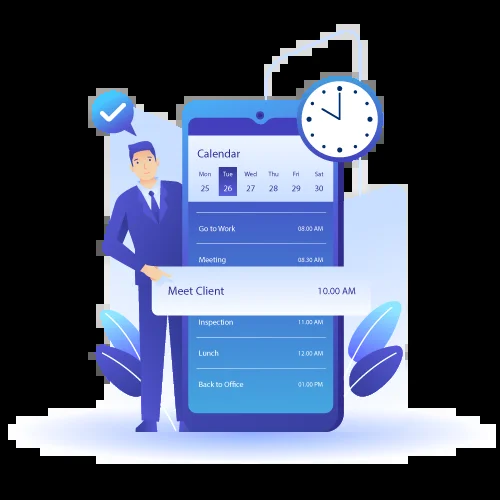 Calendar
Mon Tue Wed Thu Fri Sat
25 26 27 28 29 30
Go to Work 08.00 AM
Meeting 08.30 AM
Meet Client 10.00 AM
Inspection 11.00 AM
Lunch 12.00 AM
Back to Office 01.00 PM